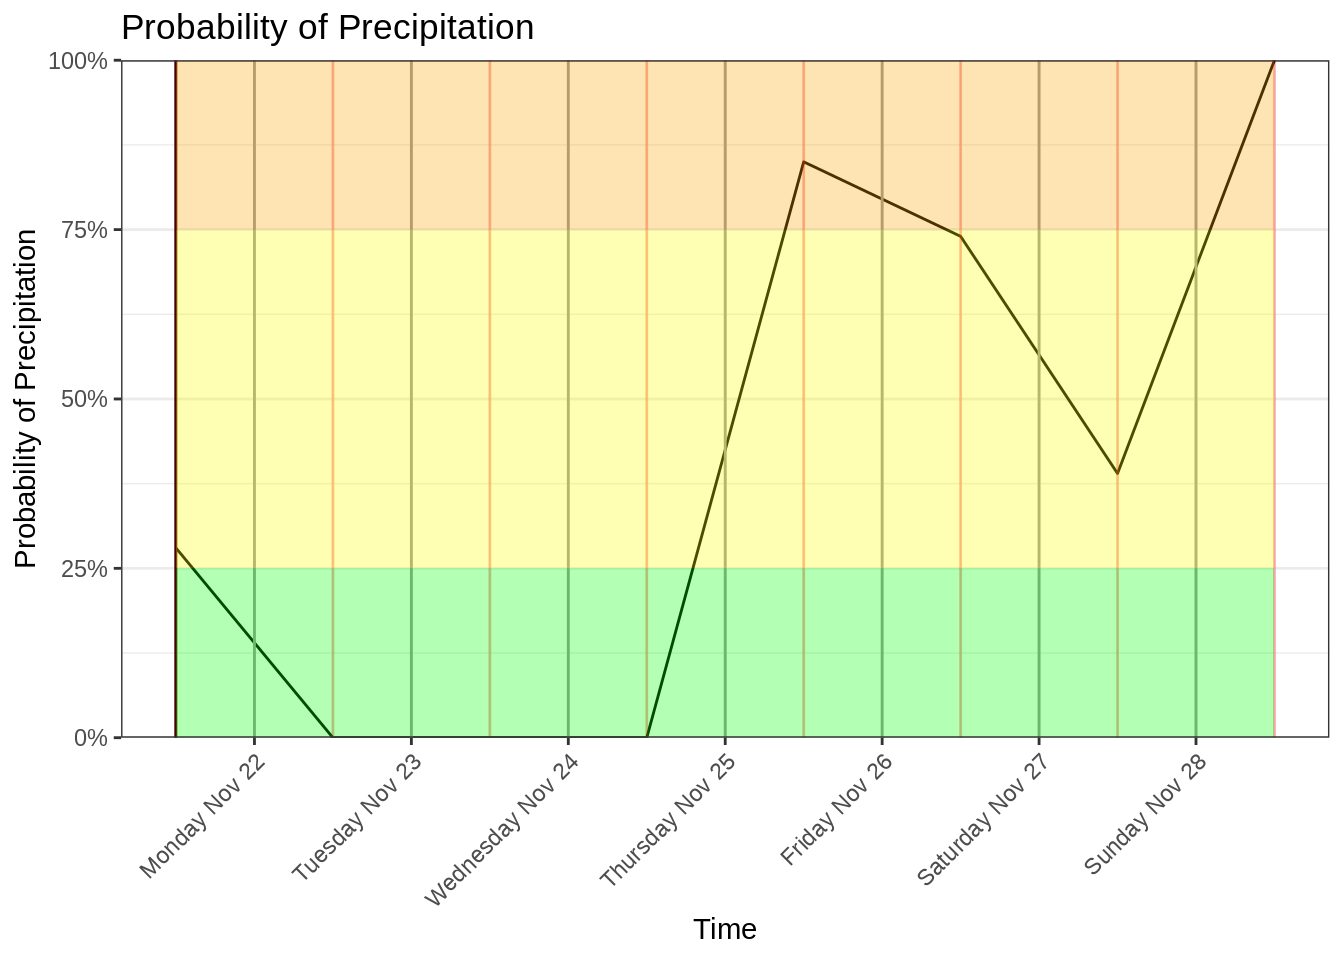 Probability of Precipitation
Probability of Precipitation
100%
75%
50%
25%
0%
Monday Nov 22
Tuesday Nov 23
Wednesday Nov 24
Thursday Nov 25
Friday Nov 26
Saturday Nov 27
Sunday Nov 28
Time